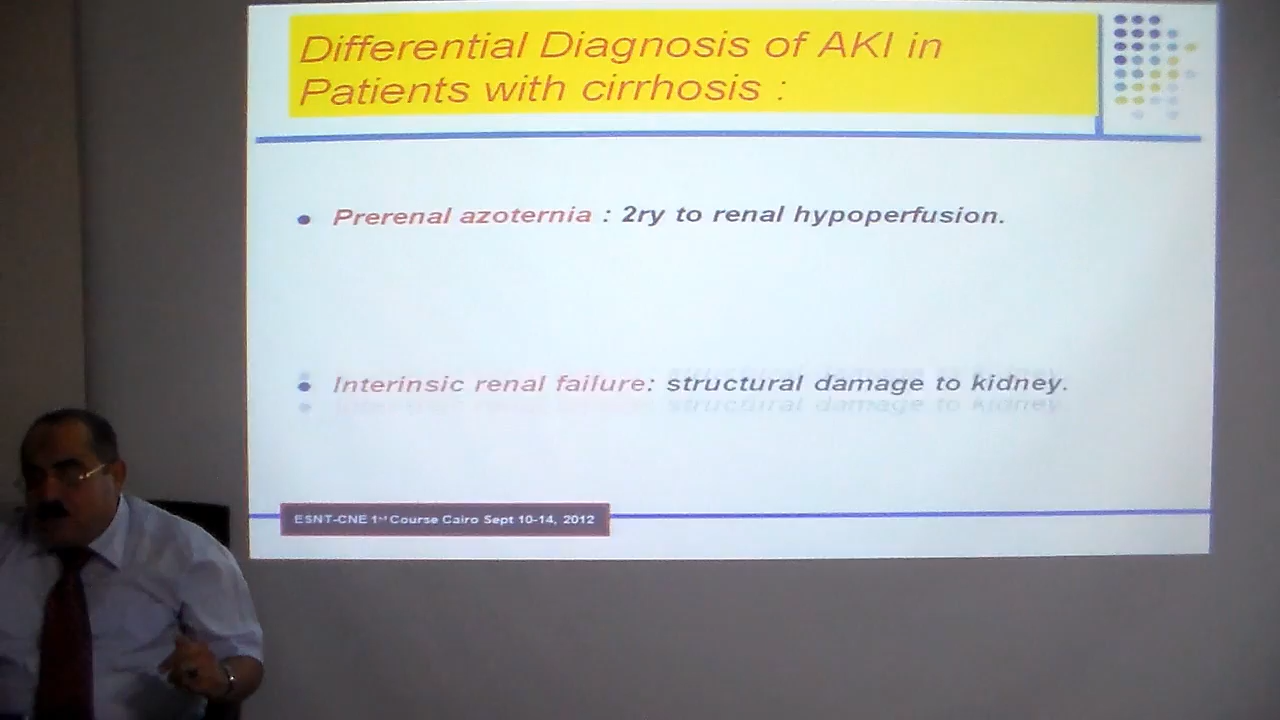 Differential Diagnosis of AKI in
Patients with cirrhosis :
Prerenal azoternia : 2ry to renal hypoperfusion.
Interinsic renal failure: structural damage to kidney.
ESNT-CNE 1st Course Cairo Sept 10-14, 2012